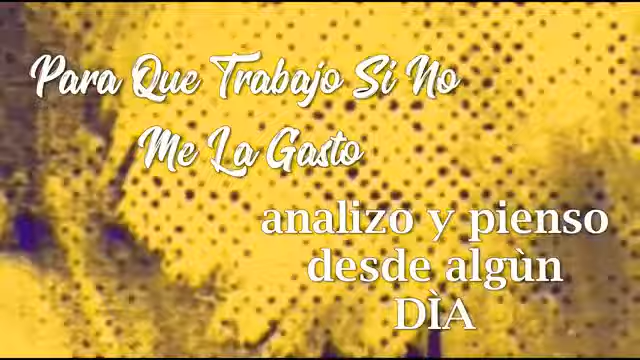 Para Que Trabajo Si No
Me La Gasto
analizo y pienso
desde algùn
DÌA